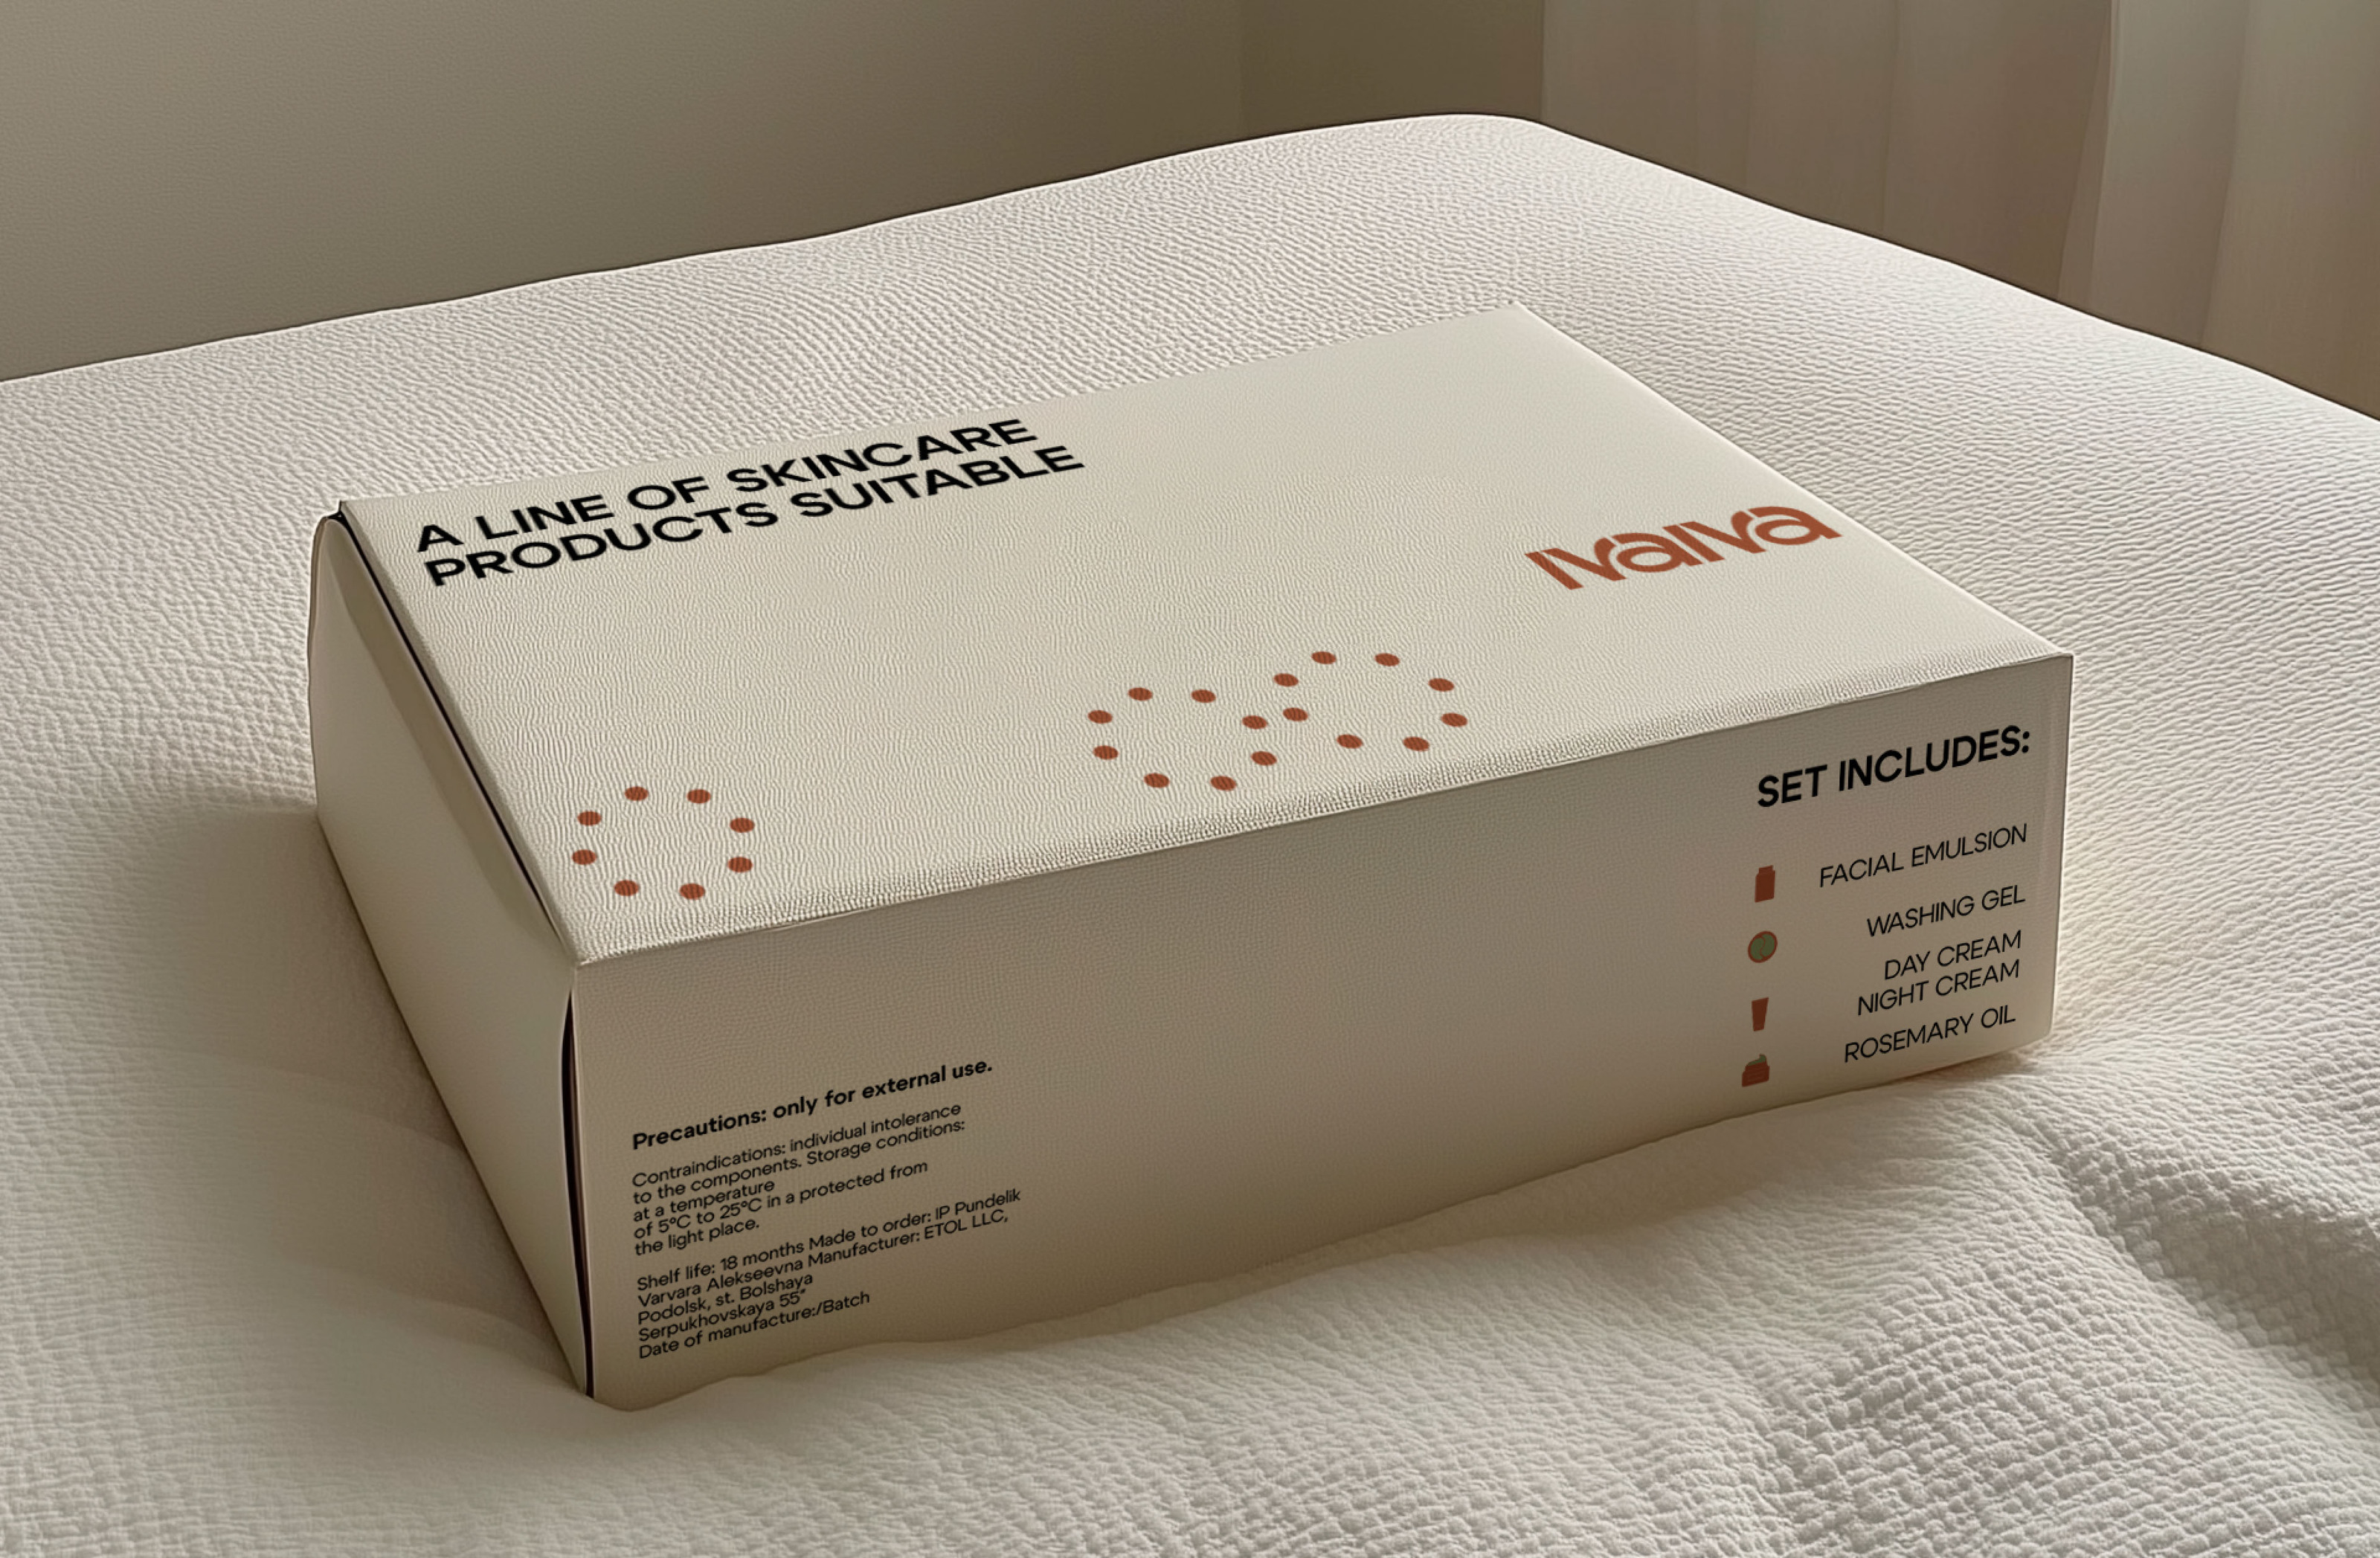 A LINE OF SKINCARE
PRODUCTS SUITABLE
ivaiva
SET INCLUDES:
FACIAL EMULSION
WASHING GEL
DAY CREAM
NIGHT CREAM
ROSEMARY OIL
Precautions: only for external use.
Contraindications: individual intolerance
to the components. Storage conditions:
at a temperature
of 5°C to 25°C in a protected from
the light place.
Shelf life: 18 months Made to order: IP Pundelik
Varvara Alekseevna Manufacturer: ETOL LLC,
Podolsk, st. Bolshaya
Serpukhovskaya 55"
Date of manufacture:/Batch